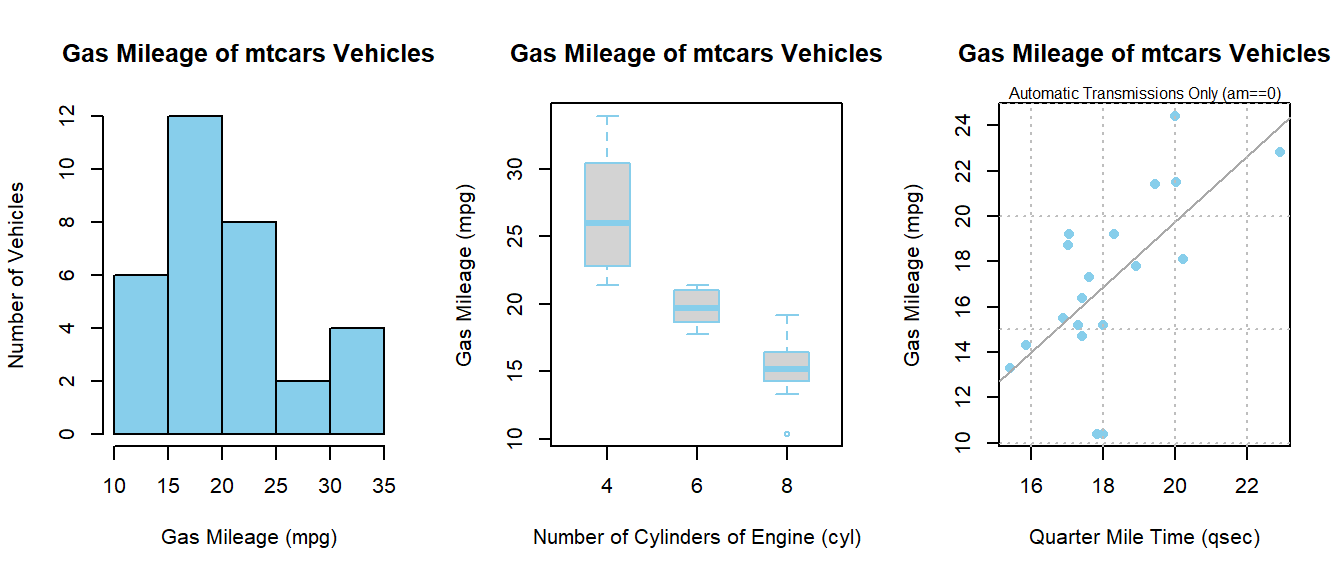 Gas Mileage of mtcars Vehicles
Number of Vehicles
12
10
8
6
4
2
0
10 15 20 25 30 35
Gas Mileage (mpg)
Gas Mileage of mtcars Vehicles
Gas Mileage (mpg)
30
25
20
15
10
4 6 8
Number of Cylinders of Engine (cyl)
Gas Mileage of mtcars Vehicles
Automatic Transmissions Only (am==0)
Gas Mileage (mpg)
24
22
20
18
16
14
12
10
16 18 20 22
Quarter Mile Time (qsec)